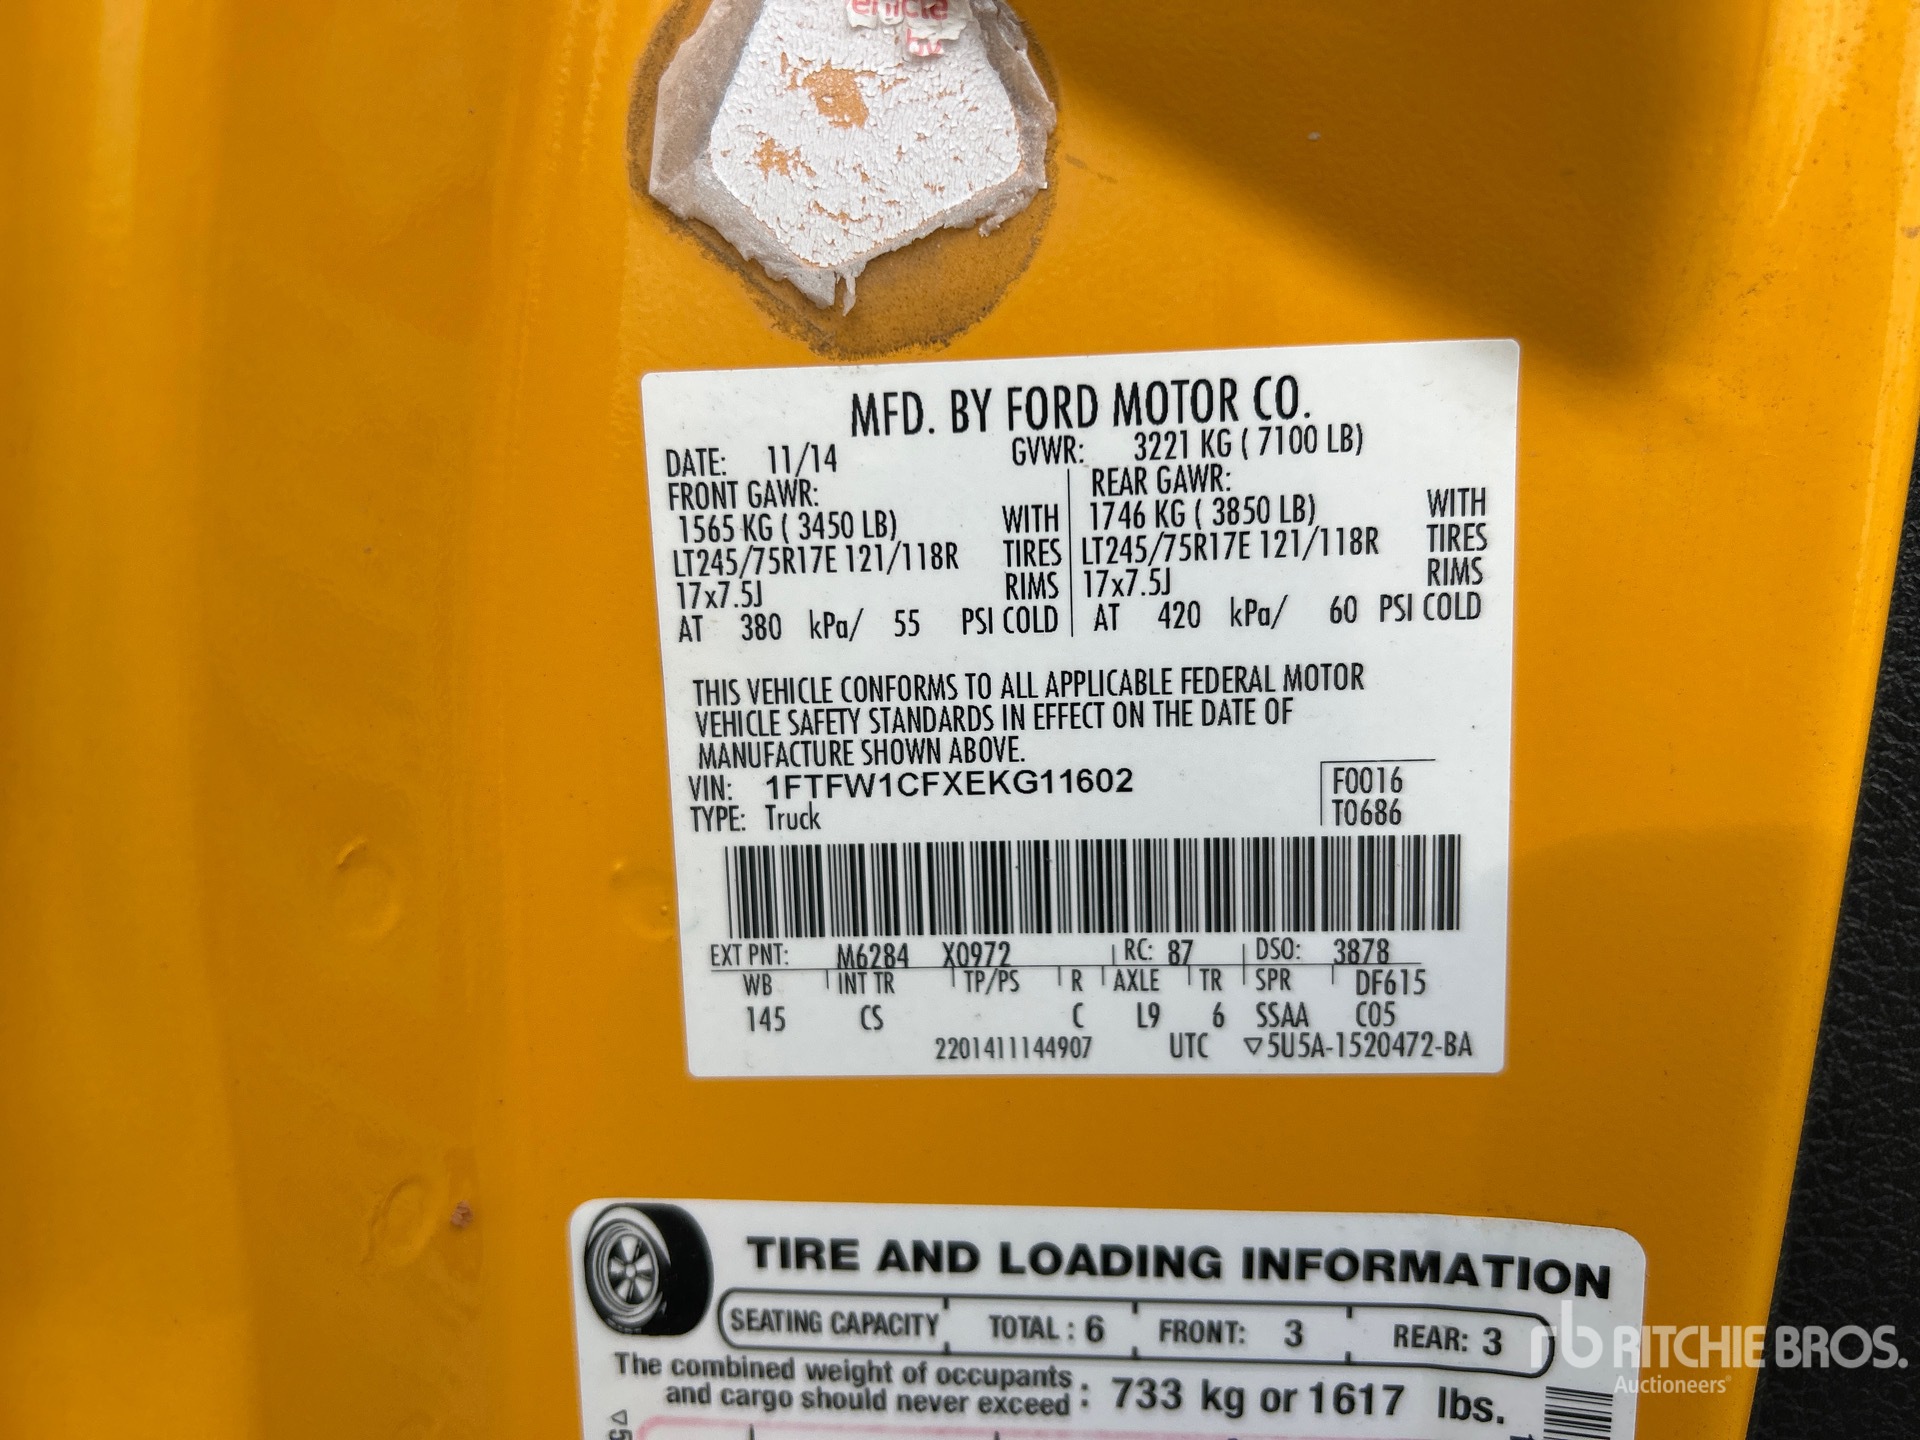 MFD. BY FORD MOTOR CO.
DATE: 11/14 GVWR: 3221 KG ( 7100 LB)
FRONT GAWR: REAR GAWR:
1565 KG ( 3450 LB) WITH 1746 KG ( 3850 LB) WITH
LT245/75R17E 121/118R TIRES LT245/75R17E 121/118R TIRES
17x7.5J RIMS 17x7.5J RIMS
AT 380 kPa/ 55 PSI COLD AT 420 kPa/ 60 PSI COLD
THIS VEHICLE CONFORMS TO ALL APPLICABLE FEDERAL MOTOR
VEHICLE SAFETY STANDARDS IN EFFECT ON THE DATE OF
MANUFACTURE SHOWN ABOVE.
VIN: 1FTFW1CFXEKG11602 F0016
TYPE: Truck T0686
EXT PNT: M6284 X0972 RC: 87 DSO: 3878
WB INT TR TP/PS R AXLE TR SPR DF615
145 CS C L9 6 SSAA C05
2201411144907 UTC ▽5U5A-1520472-BA
TIRE AND LOADING INFORMATION
SEATING CAPACITY TOTAL : 6 FRONT: 3 REAR: 3
The combined weight of occupants
and cargo should never exceed : 733 kg or 1617 lbs.
rb RITCHIE BROS.
Auctioneers